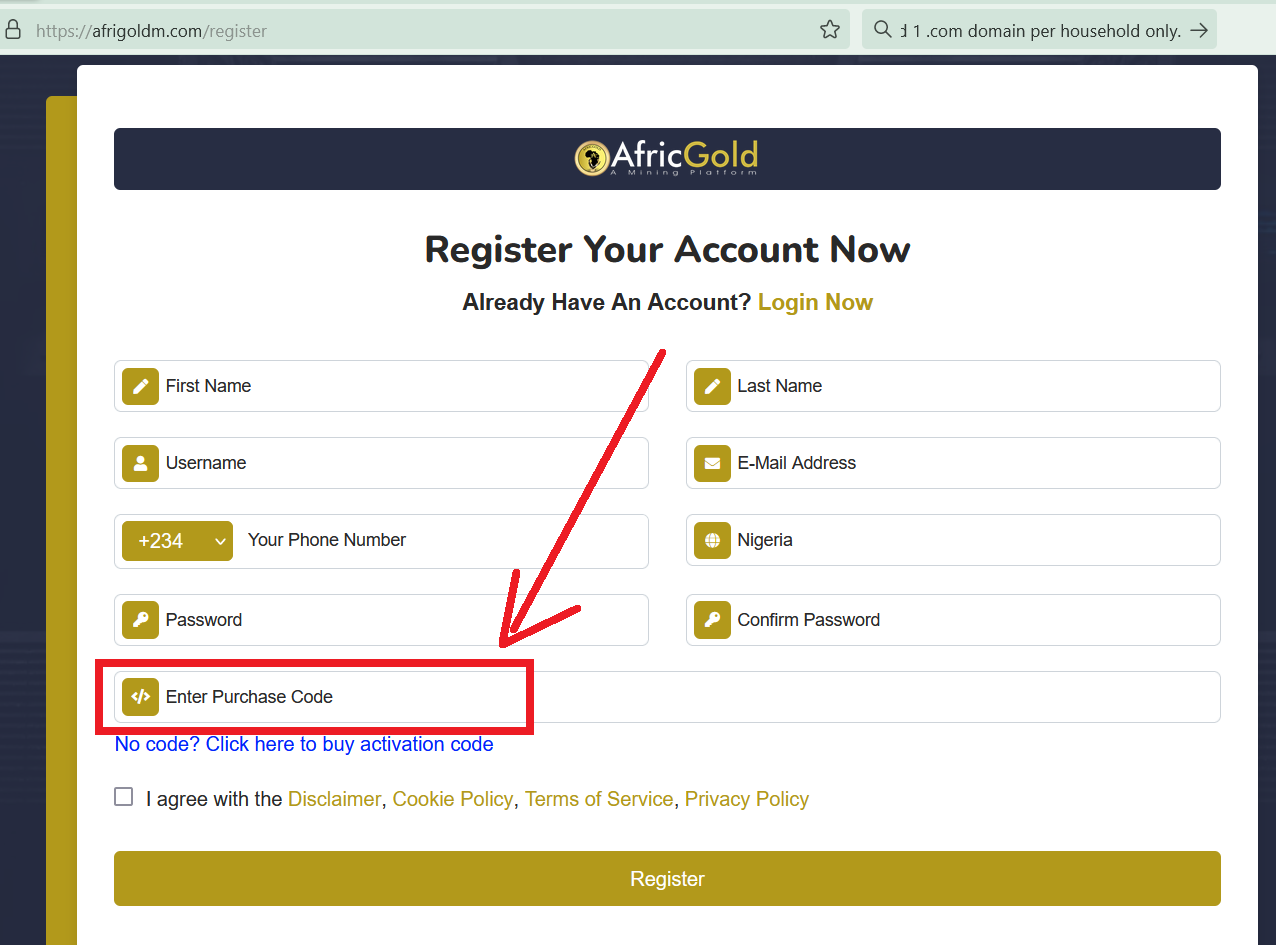 https://afrigoldm.com/register
1 .com domain per household only.
AfricGold
A Mining Platform
Register Your Account Now
Already Have An Account? Login Now
First Name
Last Name
Username
E-Mail Address
+234
Your Phone Number
Nigeria
Password
Confirm Password
</> Enter Purchase Code
No code? Click here to buy activation code
I agree with the Disclaimer, Cookie Policy, Terms of Service, Privacy Policy
Register